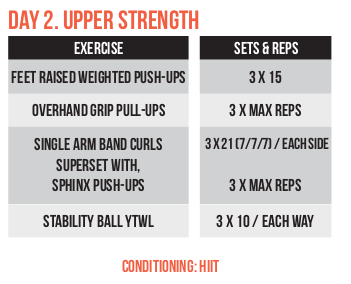 DAY 2. UPPER STRENGTH
EXERCISE SETS & REPS
FEET RAISED WEIGHTED PUSH-UPS 3 X 15
OVERHAND GRIP PULL-UPS 3 X MAX REPS
SINGLE ARM BAND CURLS 3 X 21 (7/7/7) / EACH SIDE
SUPERSET WITH,
SPHINX PUSH-UPS 3 X MAX REPS
STABILITY BALL YTWL 3 X 10 / EACH WAY
CONDITIONING: HIIT